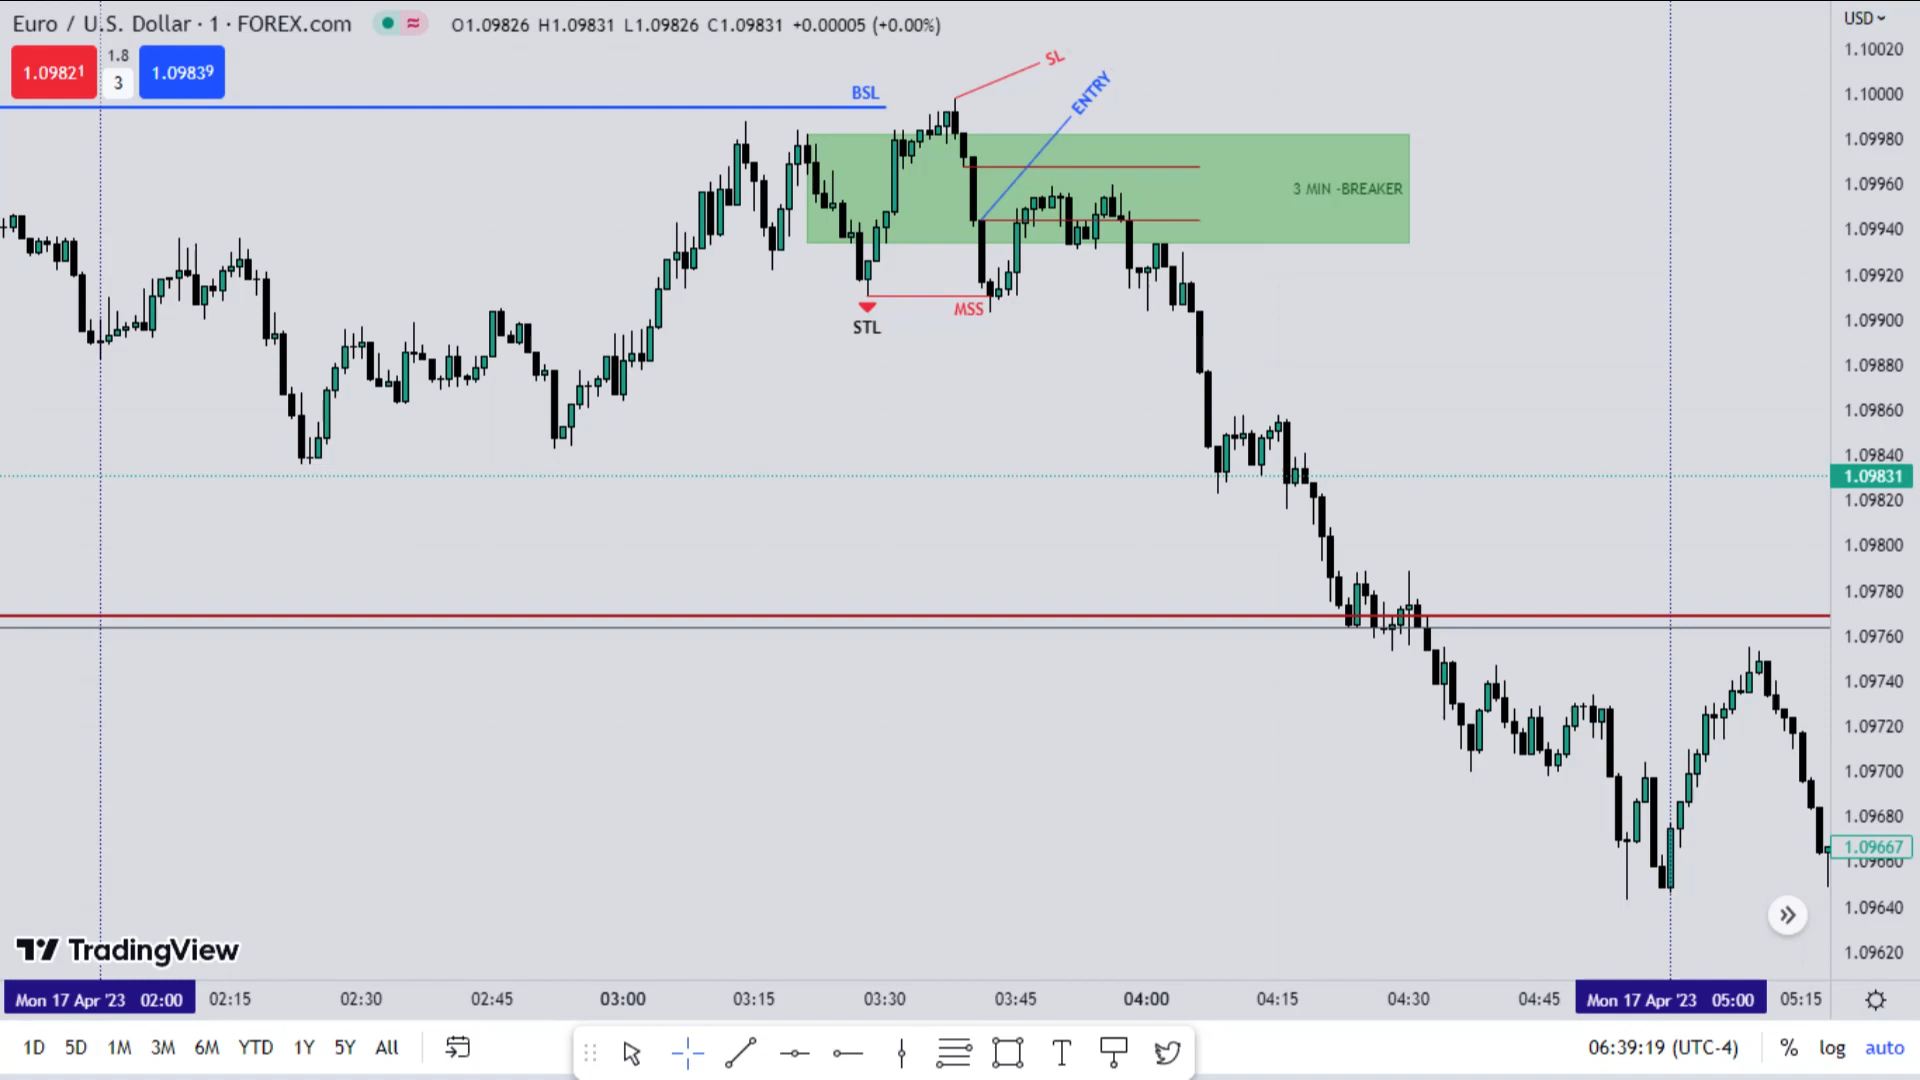 Euro / U.S. Dollar · 1 · FOREX.com O1.09826 H1.09831 L1.09826 C1.09831 +0.00005 (+0.00%)
USD
1.09821 1.8 3 1.09839
BSL
SL
ENTRY
3 MIN -BREAKER
MSS
STL
1.10020
1.10000
1.09980
1.09960
1.09940
1.09920
1.09900
1.09880
1.09860
1.09840
1.09831
1.09820
1.09800
1.09780
1.09760
1.09740
1.09720
1.09700
1.09680
1.09667
1.09660
1.09640
1.09620
TradingView
Mon 17 Apr '23 02:00 02:15 02:30 02:45 03:00 03:15 03:30 03:45 04:00 04:15 04:30 04:45 Mon 17 Apr '23 05:00 05:15
1D 5D 1M 3M 6M YTD 1Y 5Y All 06:39:19 (UTC-4) % log auto